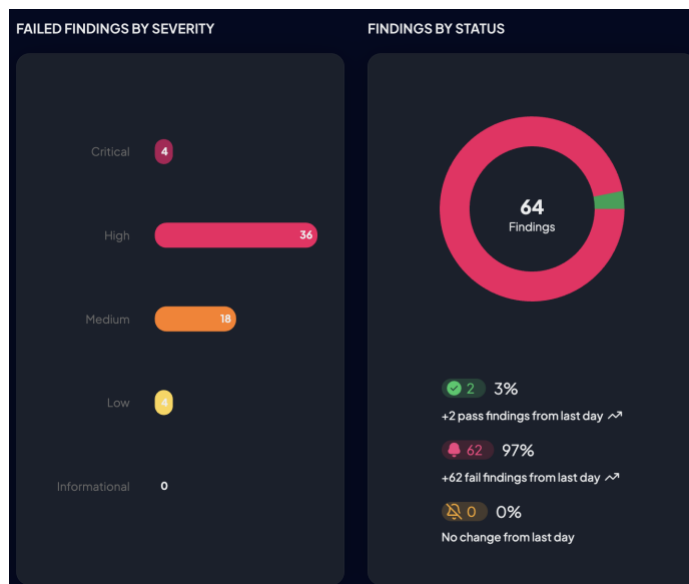 FAILED FINDINGS BY SEVERITY
Critical 4
High 36
Medium 18
Low 4
Informational 0
FINDINGS BY STATUS
64
Findings
2 3%
+2 pass findings from last day
62 97%
+62 fail findings from last day
0 0%
No change from last day